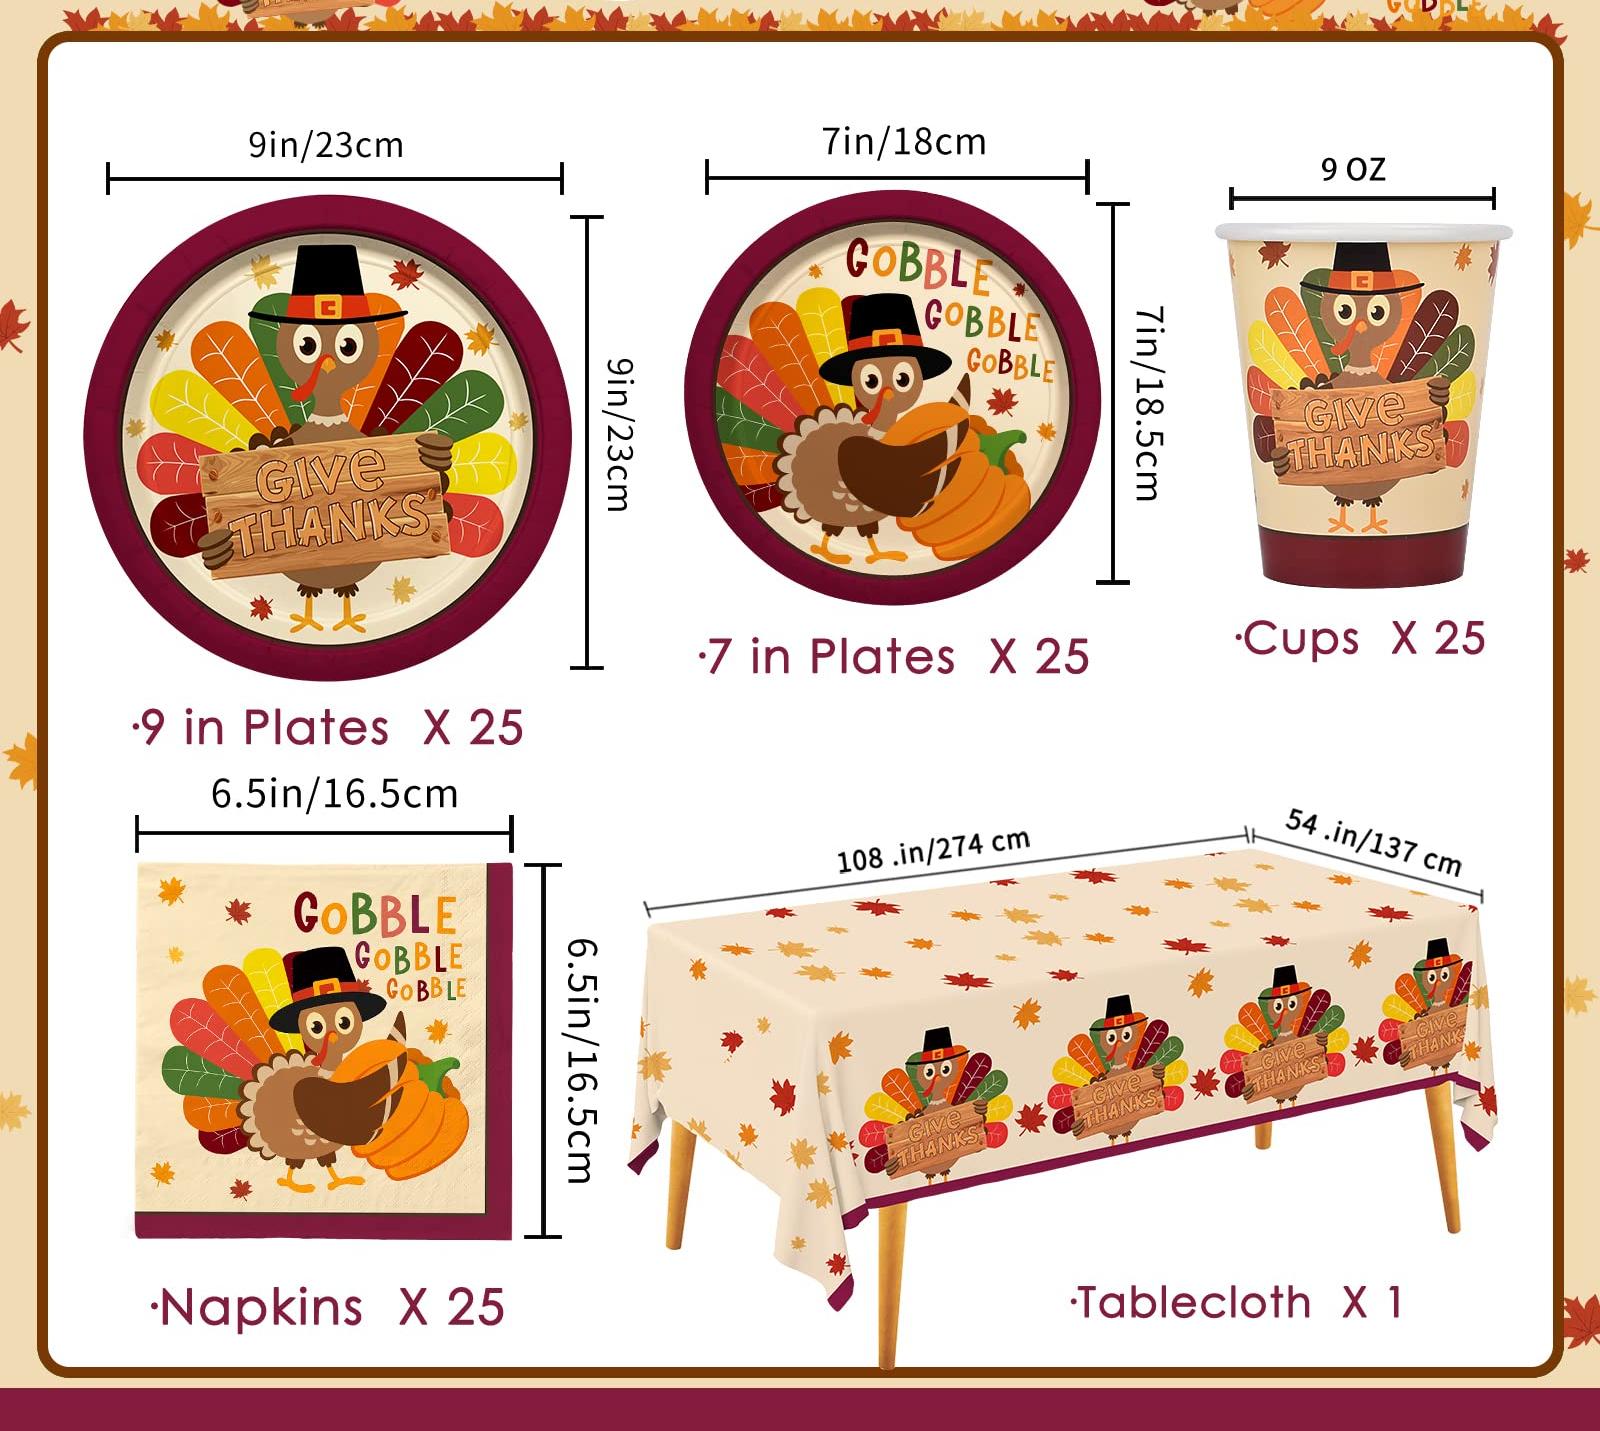 9in/23cm
7in/18cm
9 OZ
GOBBLE
GOBBLE
GOBBLE
GIVE
THANKS
GIVE
THANKS
9in/23cm
7in/18.5cm
·Cups X 25
·7 in Plates X 25
·9 in Plates X 25
6.5in/16.5cm
108 .in/274 cm
54 .in/137 cm
GOBBLE
GOBBLE
GOBBLE
6.5in/16.5cm
GIVE
THANKS
GIVE
THANKS
GIVE
THANKS
GIVE
THANKS
·Napkins X 25
·Tablecloth X 1